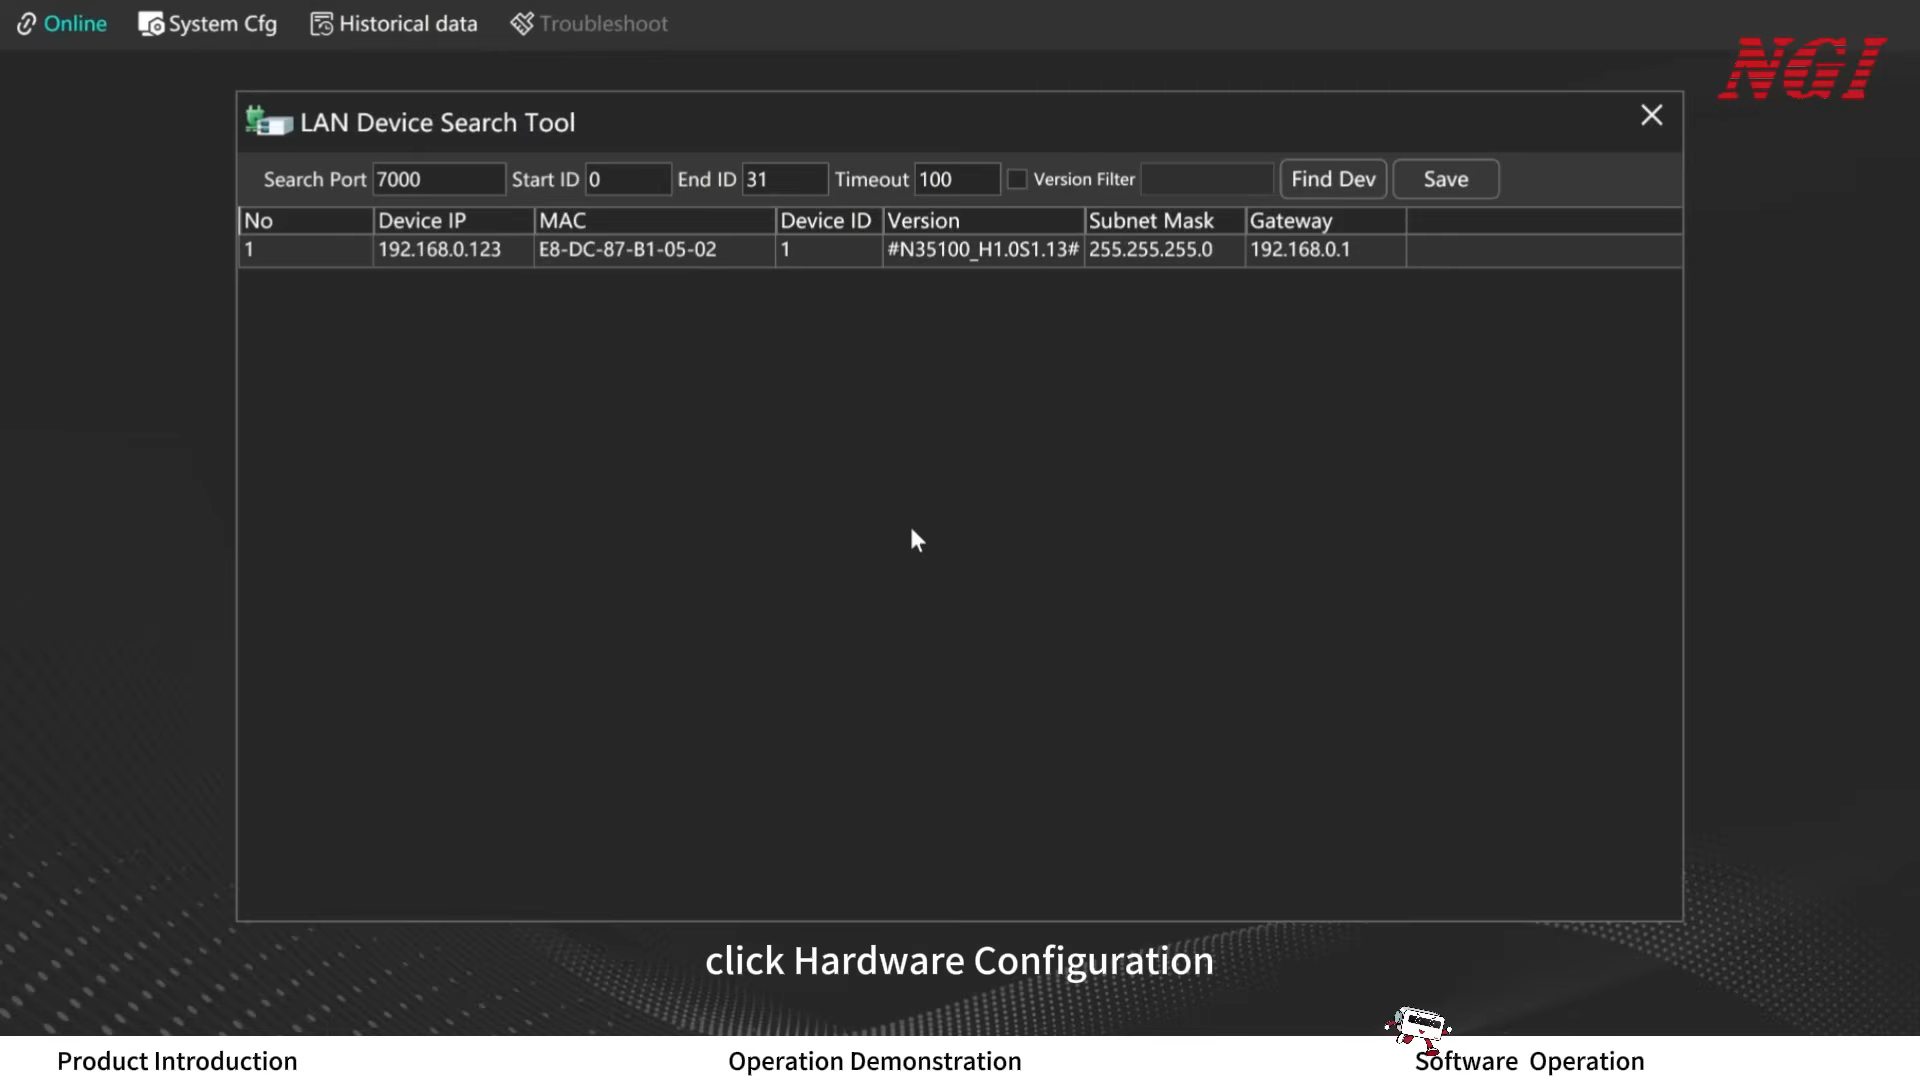 Online System Cfg Historical data Troubleshoot
NGI
LAN Device Search Tool
Search Port 7000 Start ID 0 End ID 31 Timeout 100 Version Filter Find Dev Save
No Device IP MAC Device ID Version Subnet Mask Gateway
1 192.168.0.123 E8-DC-87-B1-05-02 1 #N35100_H1.0S1.13# 255.255.255.0 192.168.0.1
click Hardware Configuration
Product Introduction Operation Demonstration Software Operation